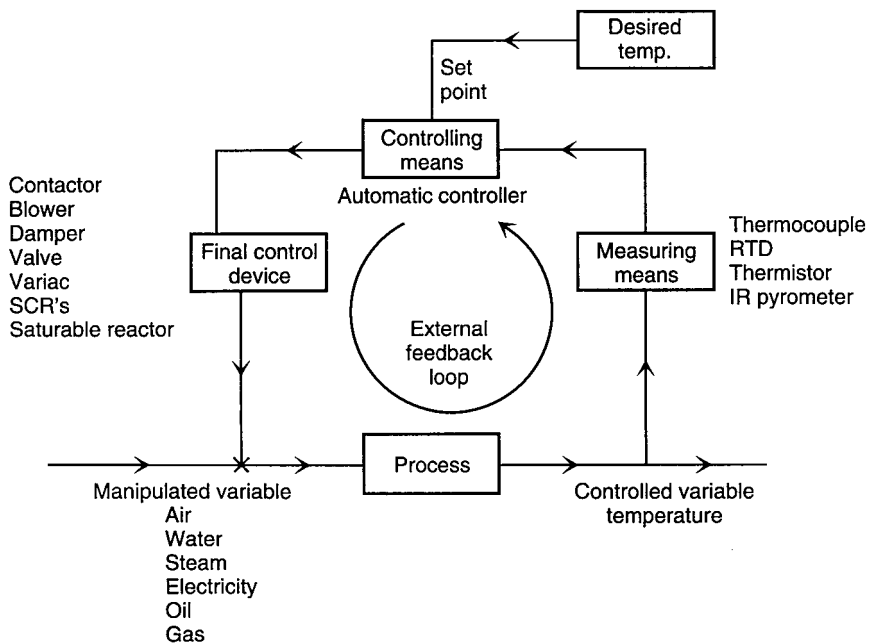 Desired
temp.
Set
point
Controlling
means
Automatic controller
Contactor
Blower
Damper
Valve
Variac
SCR's
Saturable reactor
Final control
device
Measuring
means
Thermocouple
RTD
Thermistor
IR pyrometer
External
feedback
loop
Process
Manipulated variable
Air
Water
Steam
Electricity
Oil
Gas
Controlled variable
temperature